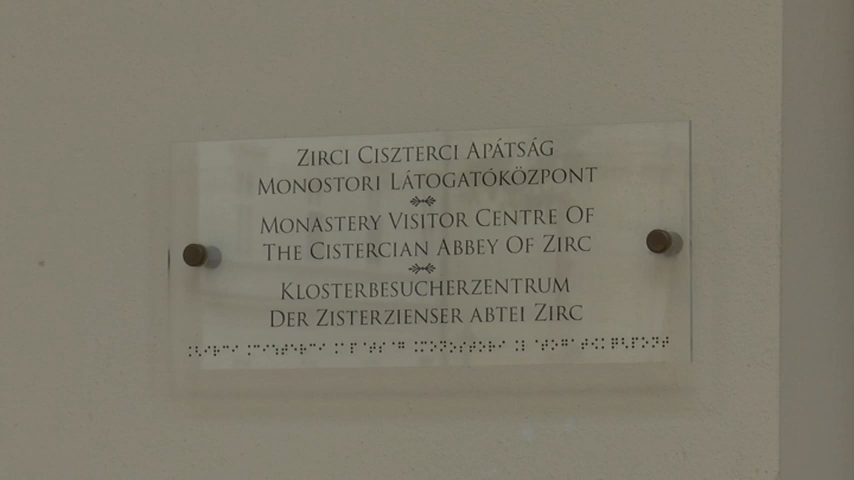 ZIRCI CISZTERCI APÁTSÁG
MONOSTORI LÁTOGATÓKÖZPONT
MONASTERY VISITOR CENTRE OF
THE CISTERCIAN ABBEY OF ZIRC
KLOSTERBESUCHERZENTRUM
DER ZISTERZIENSER ABTEI ZIRC